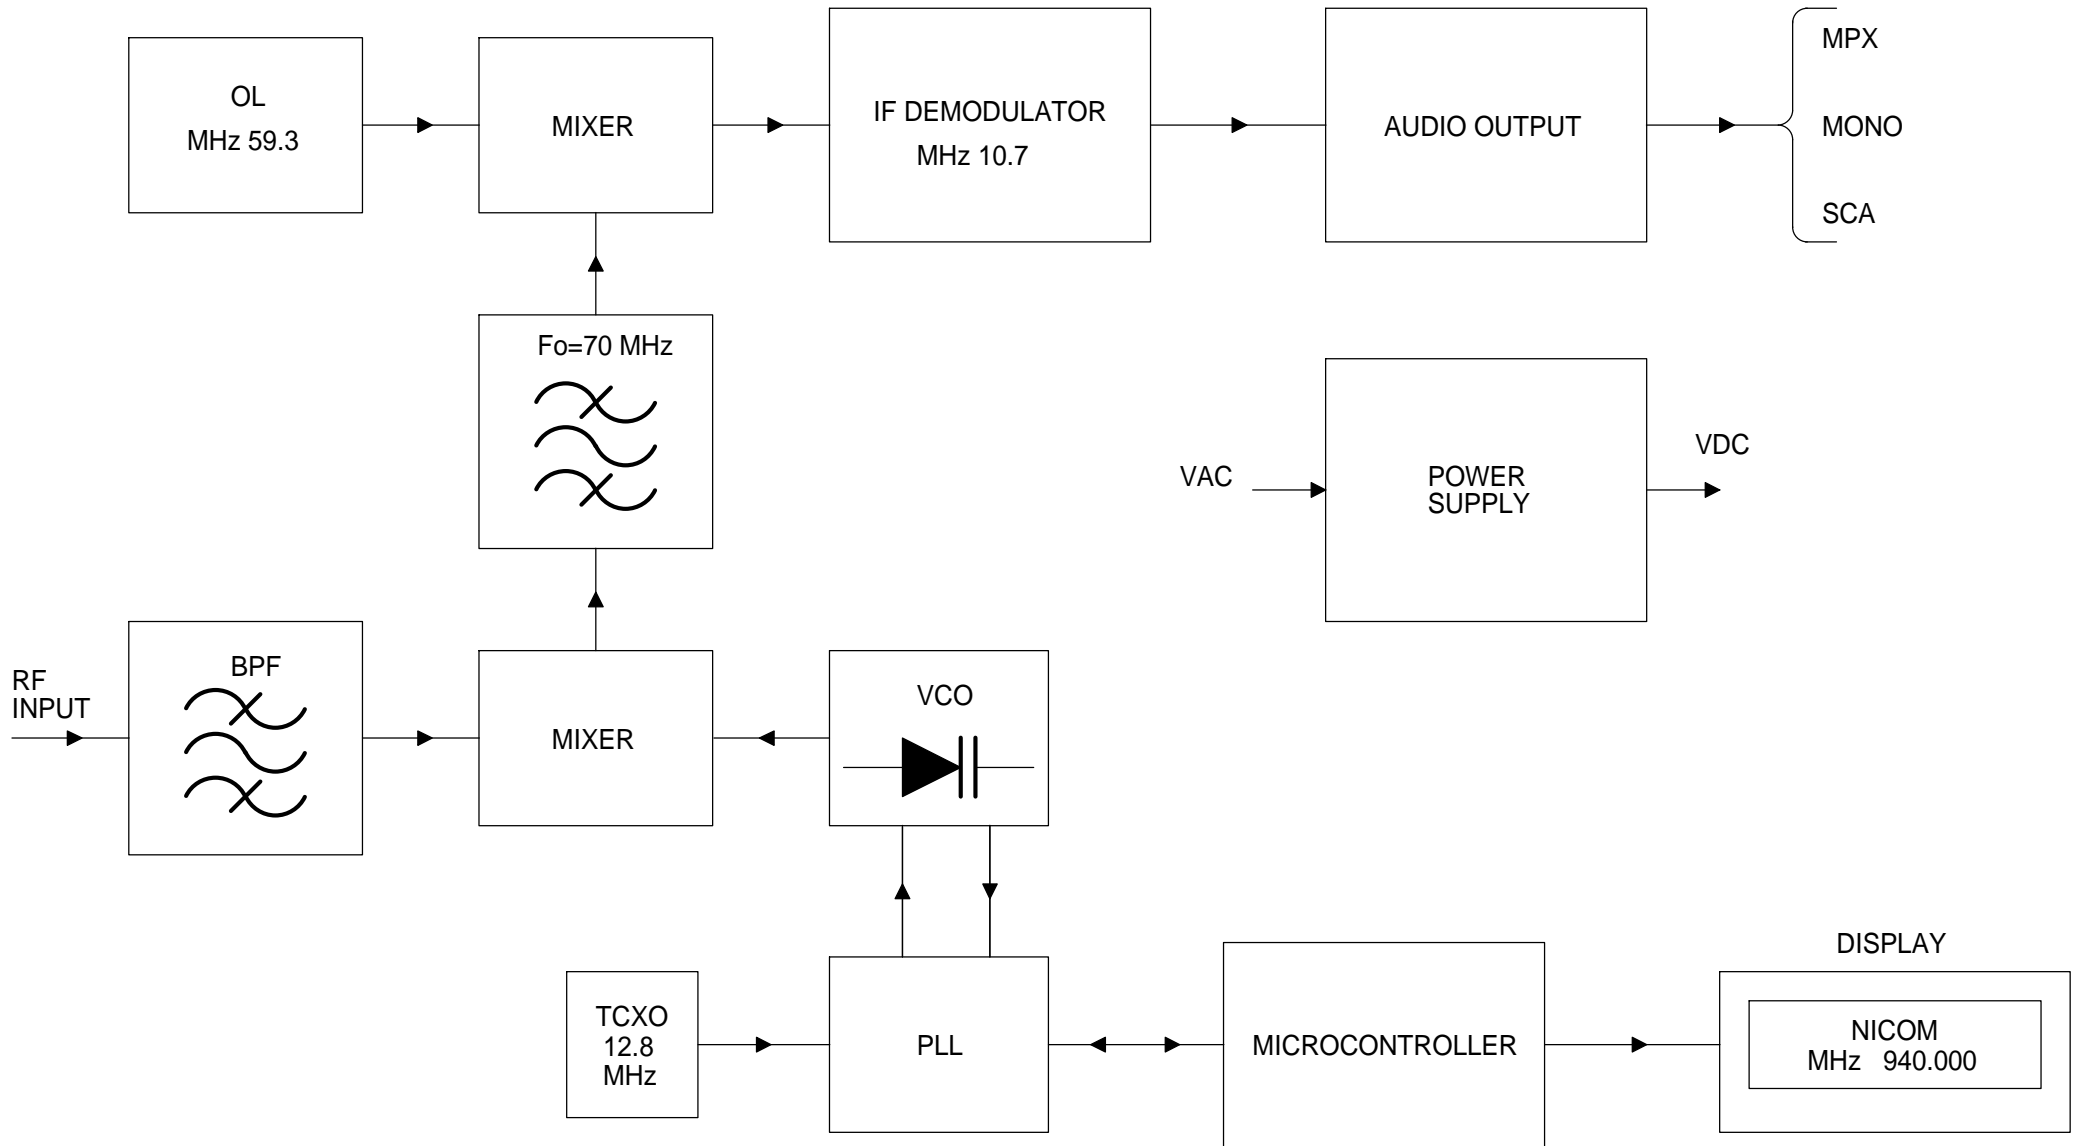 OL
MHz 59.3
MIXER
IF DEMODULATOR
MHz 10.7
AUDIO OUTPUT
MPX
MONO
SCA
Fo=70 MHz
VAC
POWER
SUPPLY
VDC
RF
INPUT
BPF
MIXER
VCO
TCXO
12.8
MHz
PLL
MICROCONTROLLER
DISPLAY
NICOM
MHz 940.000